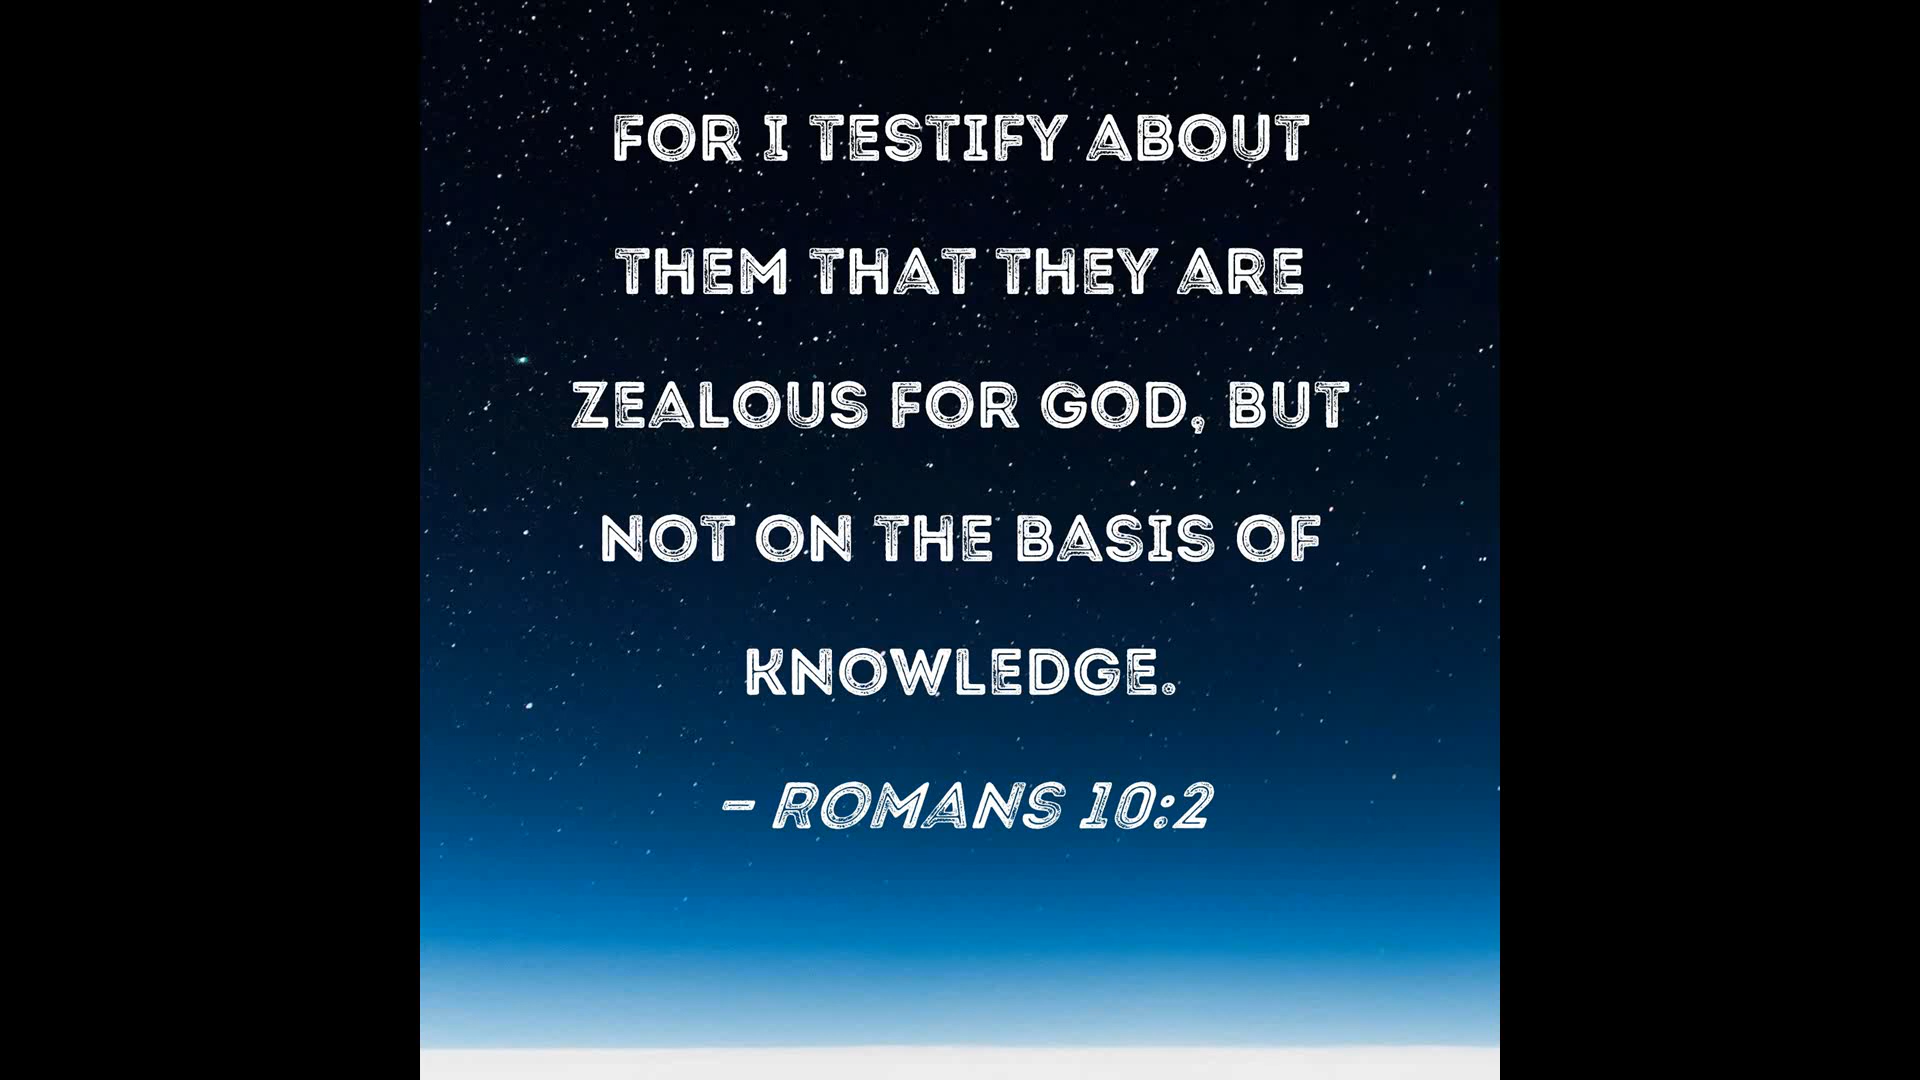 FOR I TESTIFY ABOUT
THEM THAT THEY ARE
ZEALOUS FOR GOD, BUT
NOT ON THE BASIS OF
KNOWLEDGE.
- ROMANS 10:2